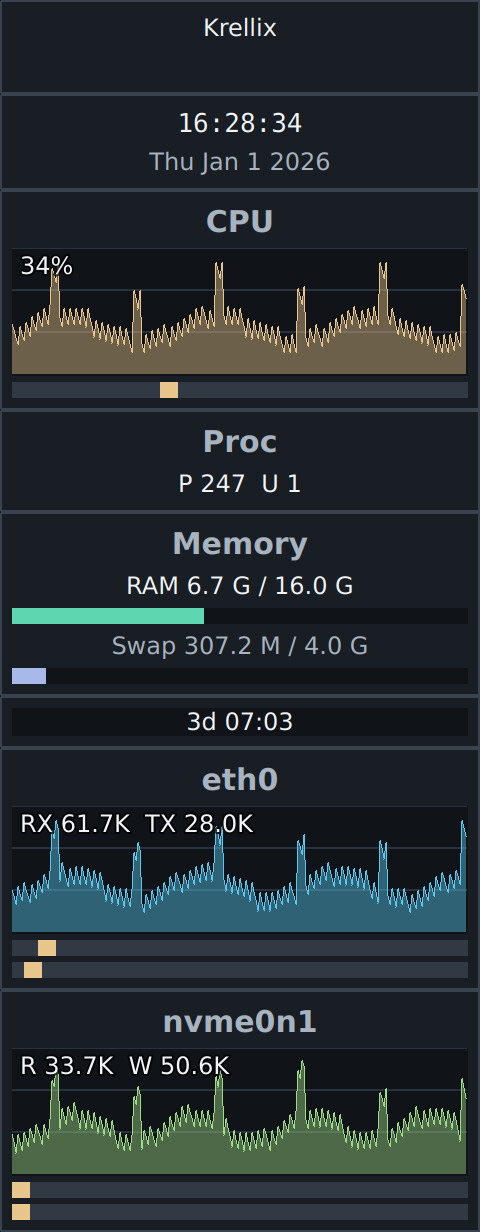 Krellix
16:28:34
Thu Jan 1 2026
CPU
34%
Proc
P 247 U 1
Memory
RAM 6.7 G / 16.0 G
Swap 307.2 M / 4.0 G
3d 07:03
eth0
RX 61.7K TX 28.0K
nvme0n1
R 33.7K W 50.6K